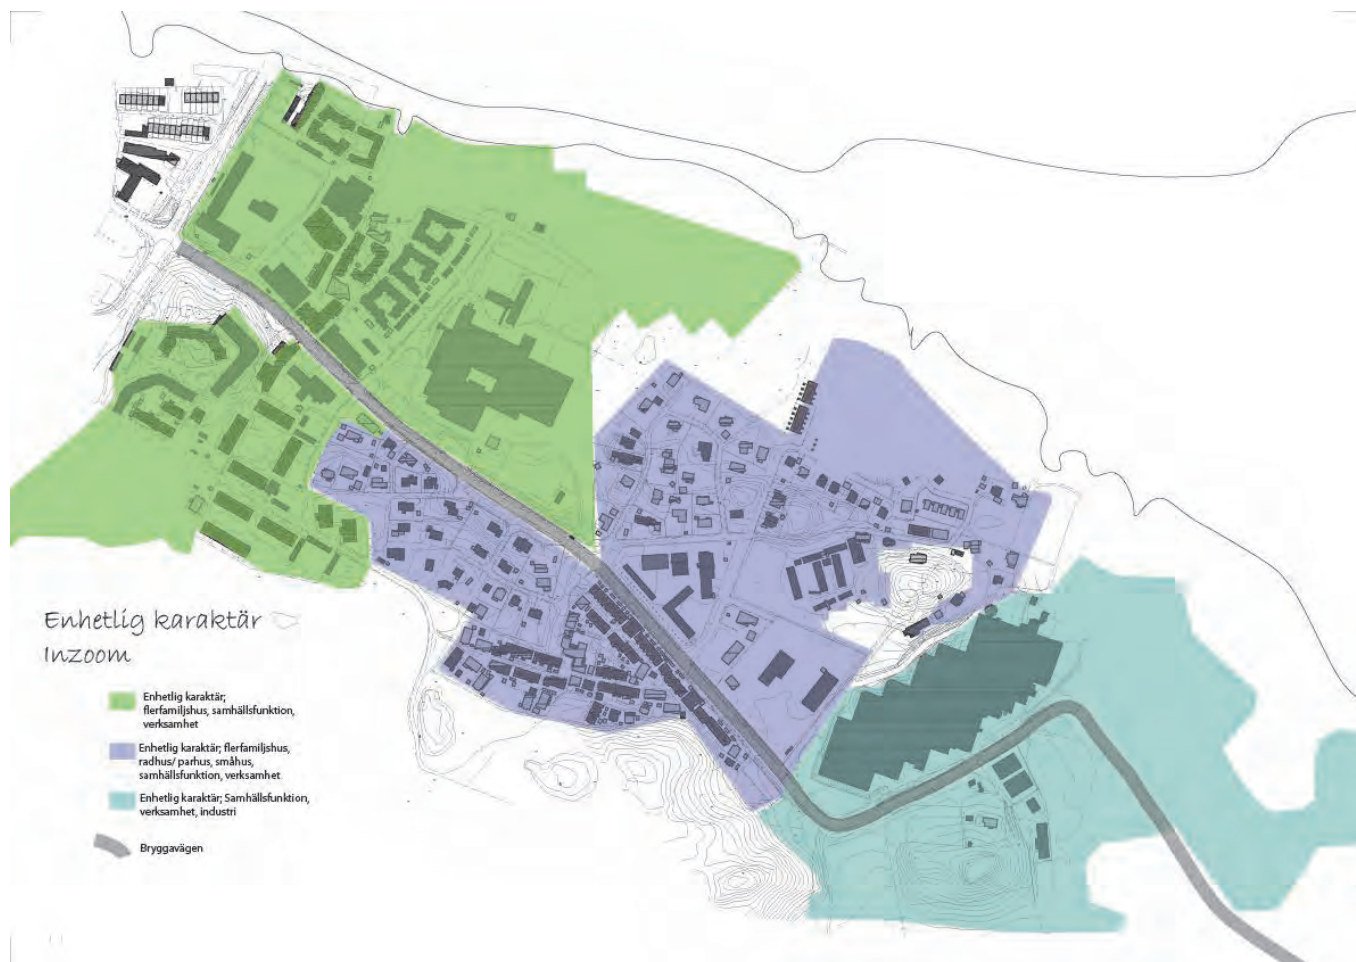 Enhetlig karaktär
Inzoom
Enhetlig karaktär;
flerfamiljshus, samhällsfunktion,
verksamhet
Enhetlig karaktär; flerfamiljshus,
radhus/ parhus, småhus,
samhällsfunktion, verksamhet
Enhetlig karaktär; Samhällsfunktion,
verksamhet, industri
Bryggavägen